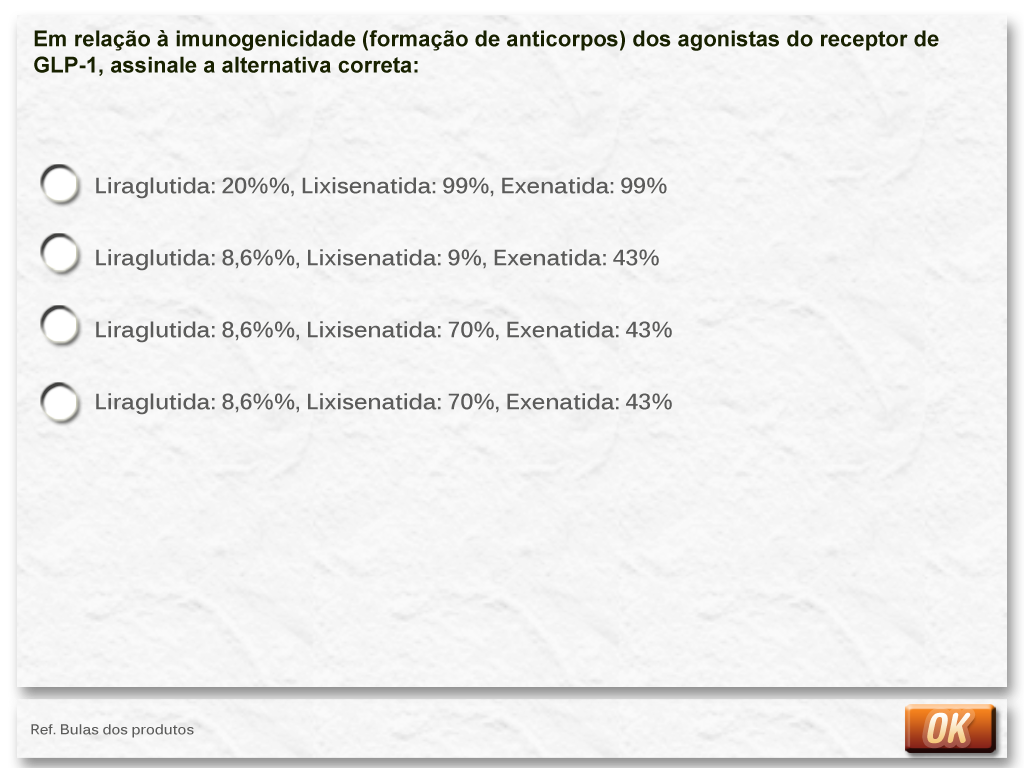 Em relação à imunogenicidade (formação de anticorpos) dos agonistas do receptor de
GLP-1, assinale a alternativa correta:
Liraglutida: 20%%, Lixisenatida: 99%, Exenatida: 99%
Liraglutida: 8,6%%, Lixisenatida: 9%, Exenatida: 43%
Liraglutida: 8,6%%, Lixisenatida: 70%, Exenatida: 43%
Liraglutida: 8,6%%, Lixisenatida: 70%, Exenatida: 43%
Ref. Bulas dos produtos
OK